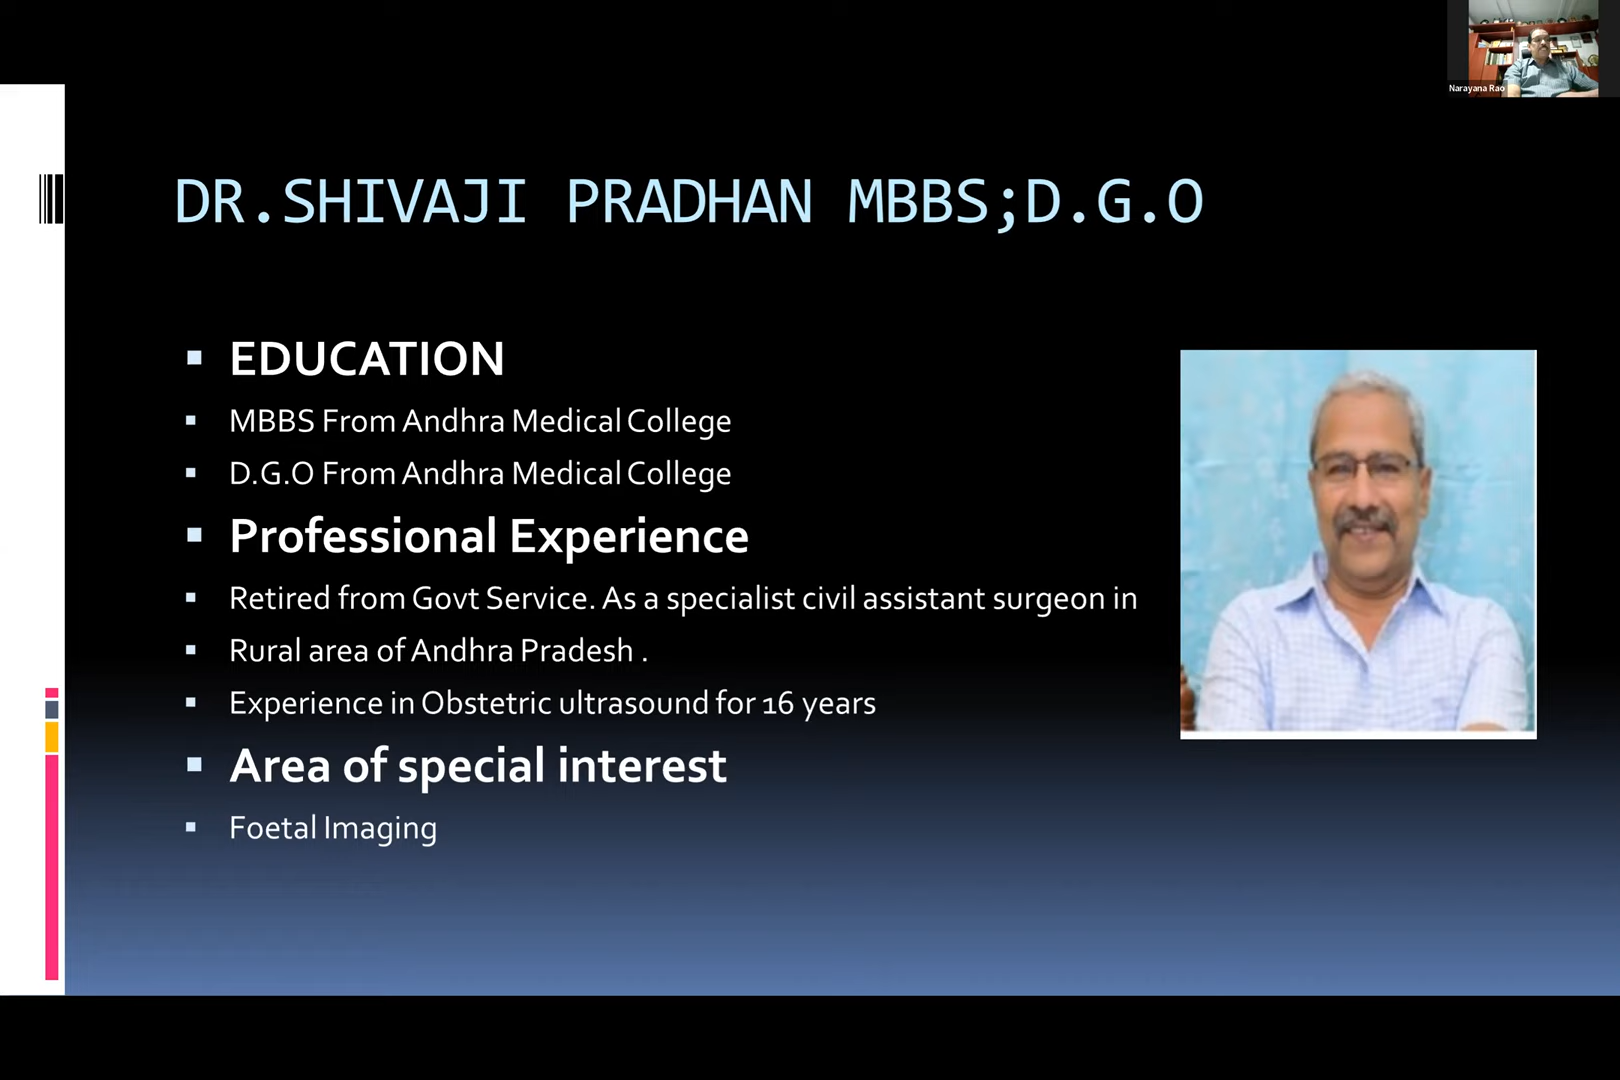 Narayana Rao
DR.SHIVAJI PRADHAN MBBS;D.G.O
EDUCATION
MBBS From Andhra Medical College
D.G.O From Andhra Medical College
Professional Experience
Retired from Govt Service. As a specialist civil assistant surgeon in
Rural area of Andhra Pradesh .
Experience in Obstetric ultrasound for 16 years
Area of special interest
Foetal Imaging